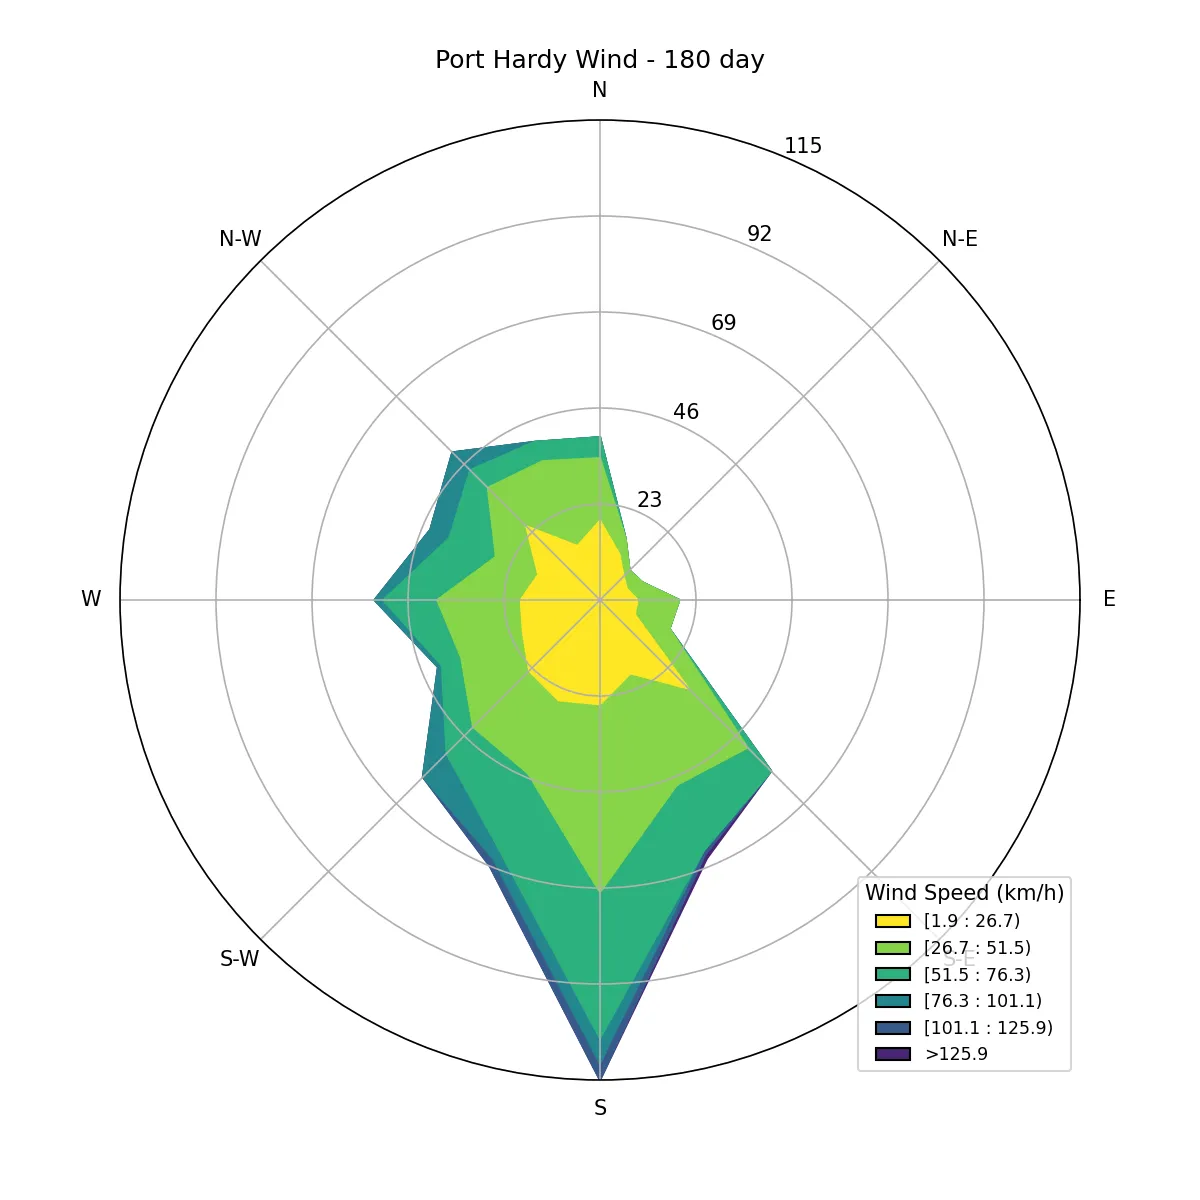 Port Hardy Wind - 180 day
N
115
92
N-W
N-E
69
46
23
W
E
Wind Speed (km/h)
[1.9 : 26.7)
[26.7 : 51.5)
S-W
S-E
[51.5 : 76.3)
[76.3 : 101.1)
[101.1 : 125.9)
>125.9
S